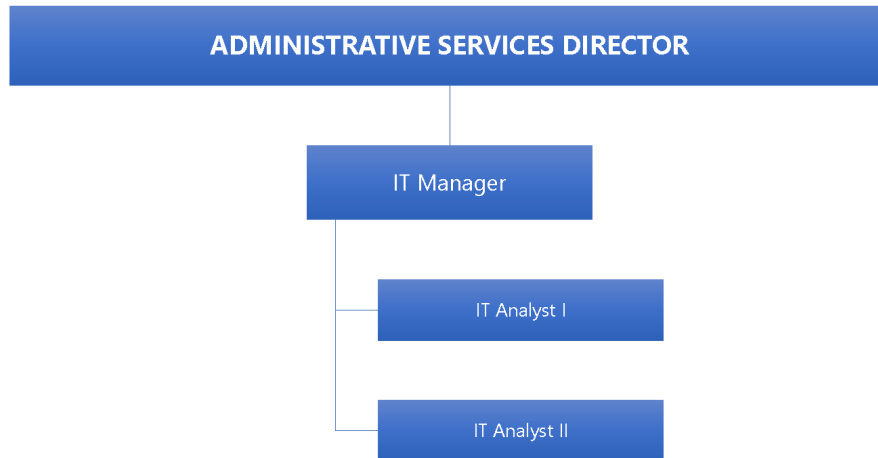 ADMINISTRATIVE SERVICES DIRECTOR
IT Manager
IT Analyst I
IT Analyst II